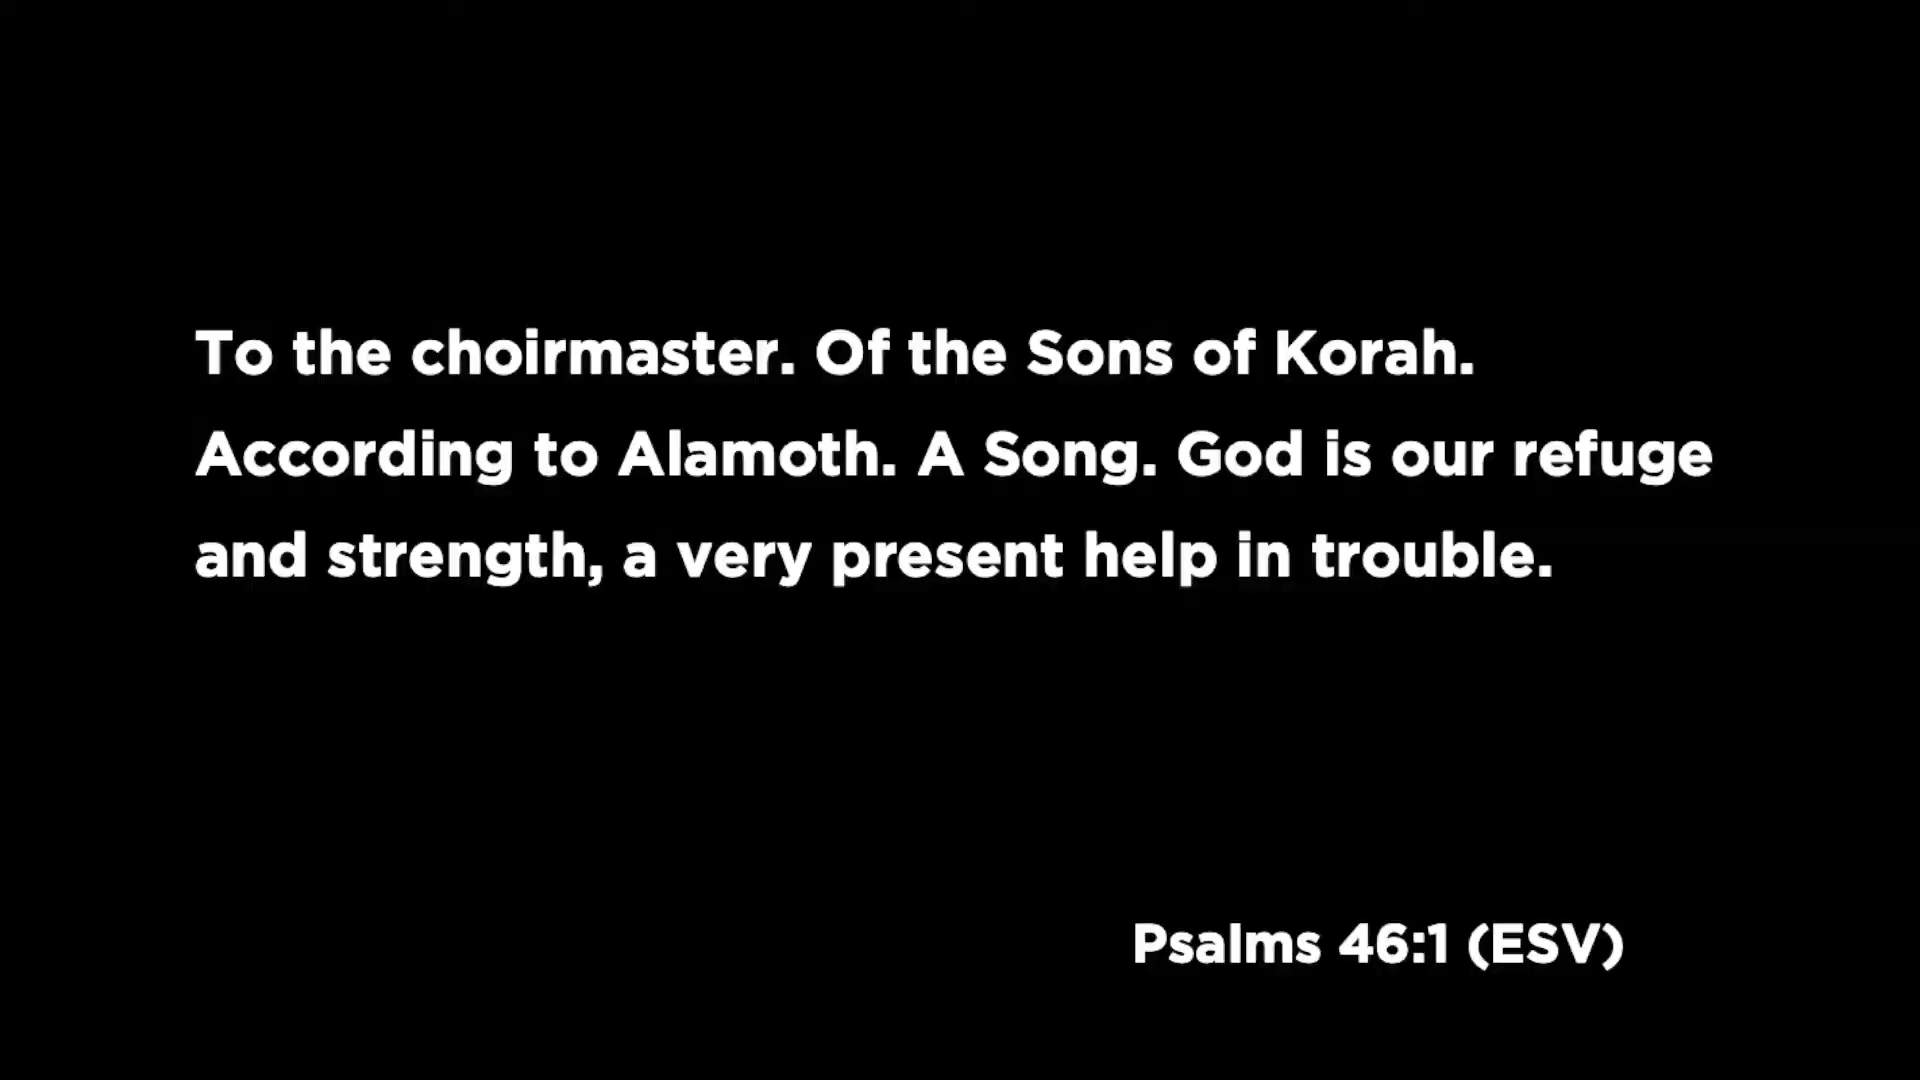 To the choirmaster. Of the Sons of Korah.
According to Alamoth. A Song. God is our refuge
and strength, a very present help in trouble.
Psalms 46:1 (ESV)